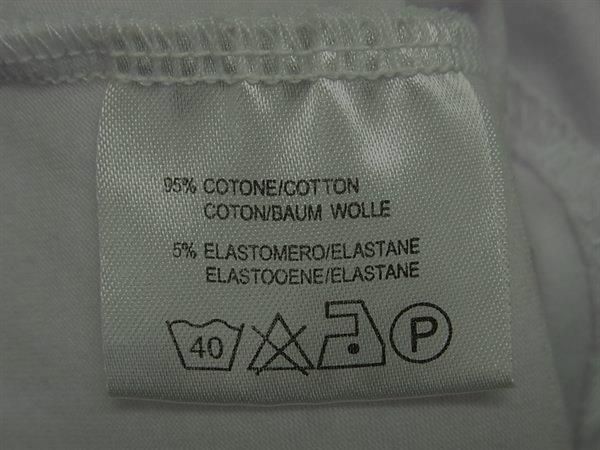 95% COTONE/COTTON
COTON/BAUM WOLLE
5% ELASTOMERO/ELASTANE
ELASTOOENE/ELASTANE
40 P